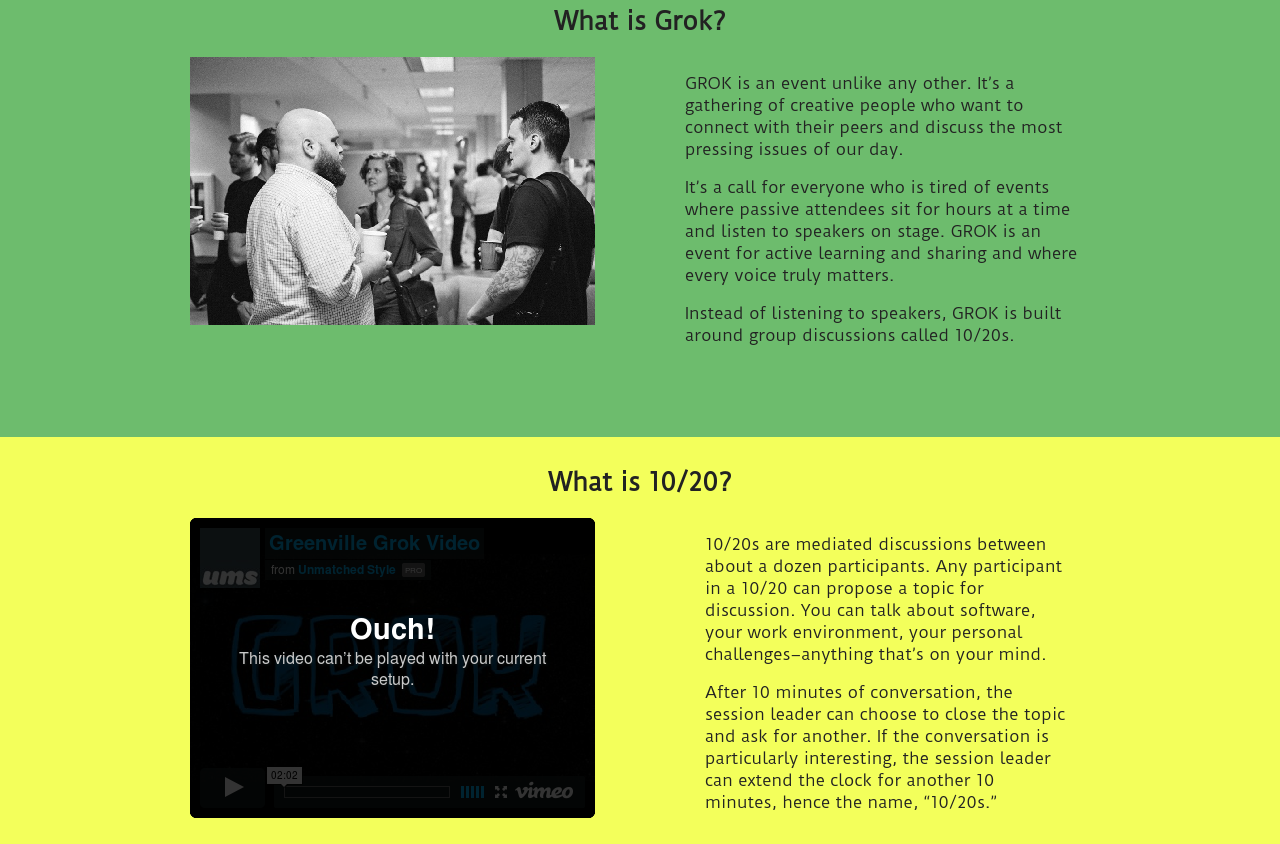 What is Grok?
GROK is an event unlike any other. It’s a
gathering of creative people who want to
connect with their peers and discuss the most
pressing issues of our day.
It’s a call for everyone who is tired of events
where passive attendees sit for hours at a time
and listen to speakers on stage. GROK is an
event for active learning and sharing and where
every voice truly matters.
Instead of listening to speakers, GROK is built
around group discussions called 10/20s.
What is 10/20?
ums
Greenville Grok Video
from Unmatched Style PRO
GROK
Ouch!
This video can’t be played with your current
setup.
02:02
vimeo
10/20s are mediated discussions between
about a dozen participants. Any participant
in a 10/20 can propose a topic for
discussion. You can talk about software,
your work environment, your personal
challenges–anything that’s on your mind.
After 10 minutes of conversation, the
session leader can choose to close the topic
and ask for another. If the conversation is
particularly interesting, the session leader
can extend the clock for another 10
minutes, hence the name, “10/20s.”